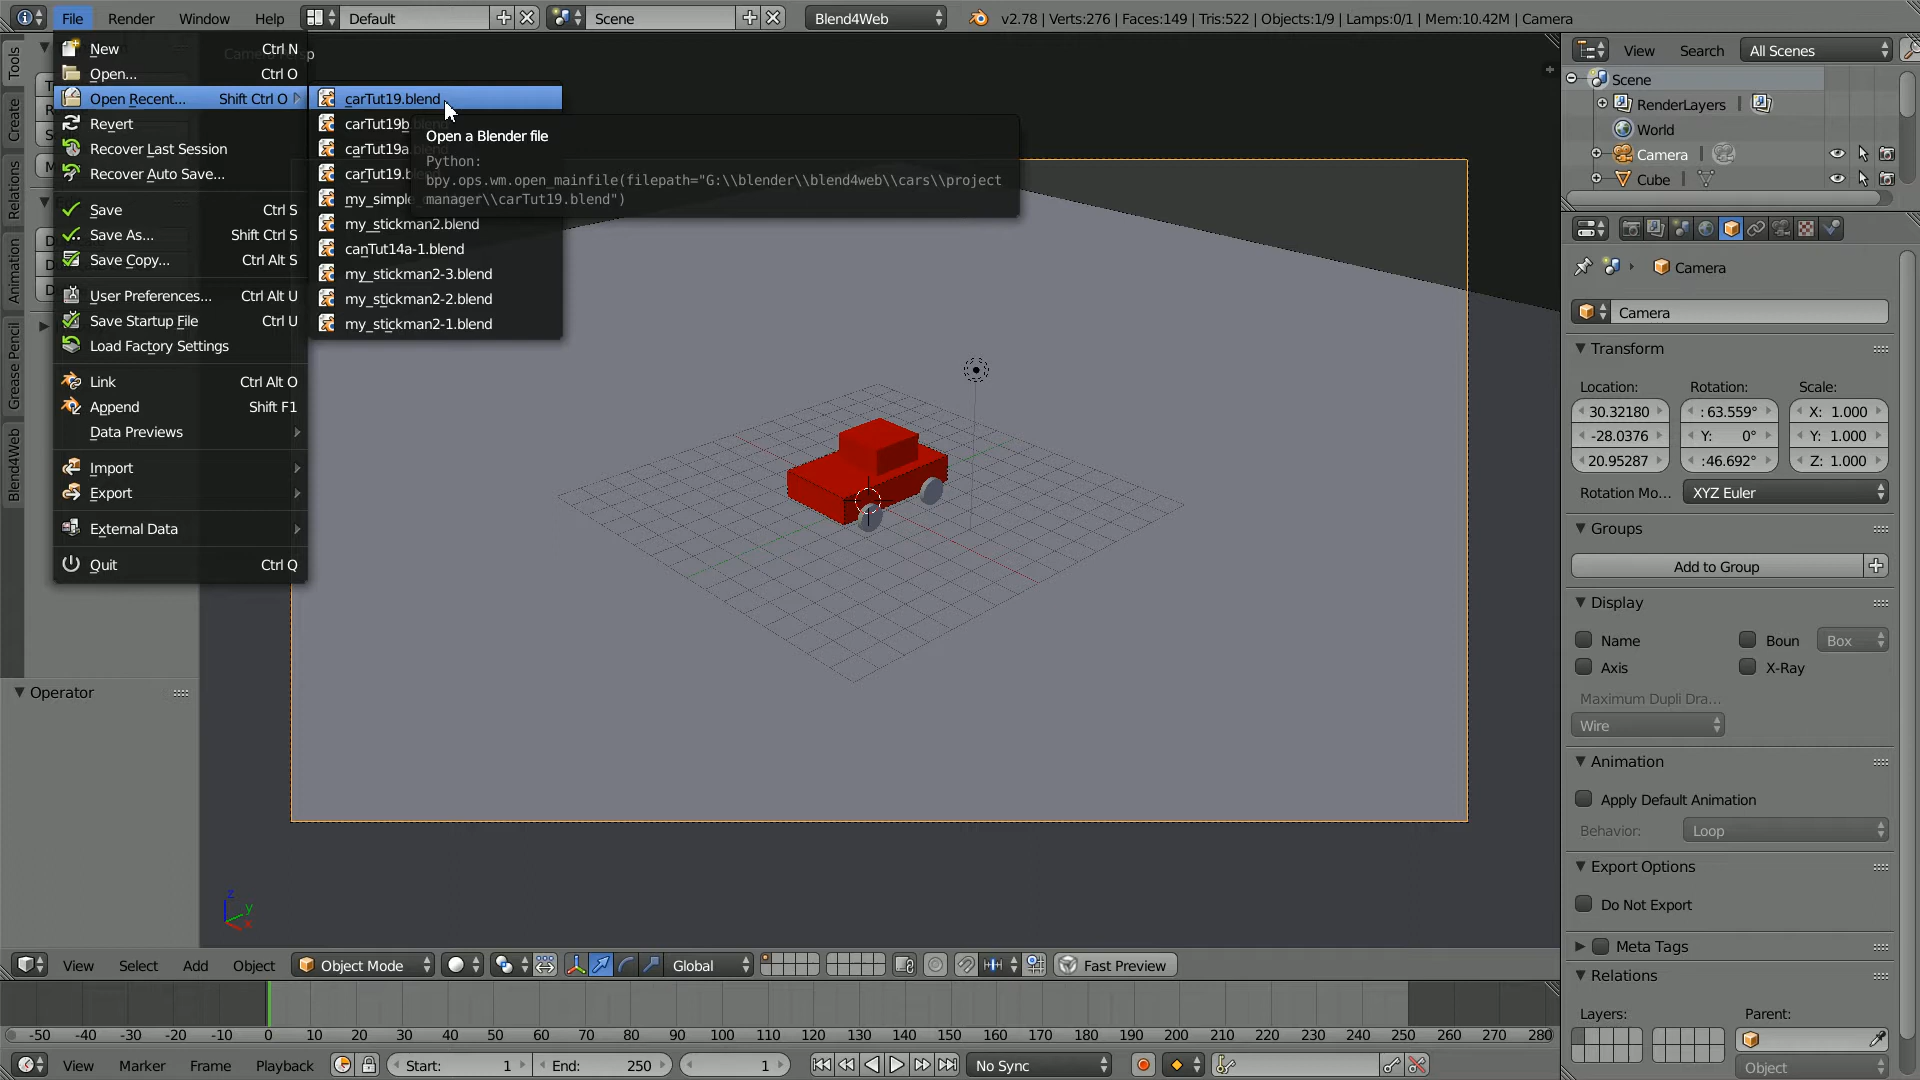 File Render Window Help Default Scene Blend4Web v2.78 | Verts:276 | Faces:149 | Tris:522 | Objects:1/9 | Lamps:0/1 | Mem:10.42M | Camera
New Ctrl N
Open... Ctrl O
Open Recent... Shift Ctrl O
Revert
Recover Last Session
Recover Auto Save...
Save Ctrl S
Save As... Shift Ctrl S
Save Copy... Ctrl Alt S
User Preferences... Ctrl Alt U
Save Startup File Ctrl U
Load Factory Settings
Link Ctrl Alt O
Append Shift F1
Data Previews
Import
Export
External Data
Quit Ctrl Q
carTut19.blend
carTut19b
carTut19a
carTut19.b
my_simple
my_stickman2.blend
canTut14a-1.blend
my_stickman2-3.blend
my_stickman2-2.blend
my_stickman2-1.blend
Open a Blender file
Python:
bpy.ops.wm.open_mainfile(filepath="G:\\blender\\blend4web\\cars\\project
manager\\carTut19.blend")
Tools
Create
Relations
Animation
Grease Pencil
Blend4Web
Operator
z
y
x
View Search All Scenes
Scene
RenderLayers
World
Camera
Cube
Camera
Camera
Transform
Location: Rotation: Scale:
30.32180 : 63.559° X: 1.000
-28.0376 Y: 0° Y: 1.000
20.95287 :46.692° Z: 1.000
Rotation Mo... XYZ Euler
Groups
Add to Group
Display
Name Boun Box
Axis X-Ray
Maximum Dupli Dra...
Wire
Animation
Apply Default Animation
Behavior: Loop
Export Options
Do Not Export
Meta Tags
Relations
Layers: Parent:
Object
View Select Add Object Object Mode Global Fast Preview
-50 -40 -30 -20 -10 0 10 20 30 40 50 60 70 80 90 100 110 120 130 140 150 160 170 180 190 200 210 220 230 240 250 260 270 280
View Marker Frame Playback Start: 1 End: 250 1 No Sync